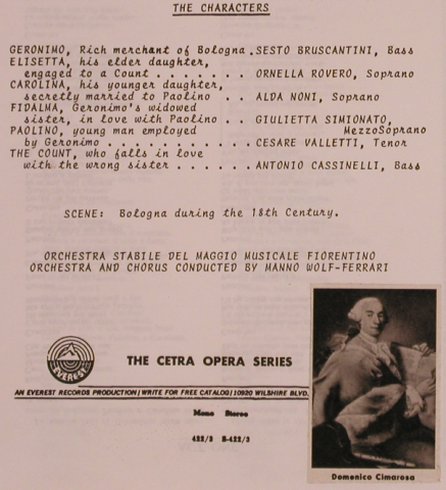 THE CHARACTERS
GERONIMO, Rich merchant of Bologna .SESTO BRUSCANTINI, Bass
ELISETTA, his elder daughter,
engaged to a Count . . . . . . . ORNELLA ROVERO, Soprano
CAROLINA, his younger daughter,
secretly married to Paolino . . ALDA NONI, Soprano
FIDALMA, Geronimo's widowed
sister, in love with Paolino . . GIULIETTA SIMIONATO,
MezzoSoprano
PAOLINO, young man employed
by Geronimo . . . . . . . . . . . CESARE VALLETTI, Tenor
THE COUNT, who falls in love
with the wrong sister . . . . . . ANTONIO CASSINELLI, Bass
SCENE: Bologna during the 18th Century.
ORCHESTRA STABILE DEL MAGGIO MUSICALE FIORENTINO
ORCHESTRA AND CHORUS CONDUCTED BY MANNO WOLF-FERRARI
EVEREST
THE CETRA OPERA SERIES
AN EVEREST RECORDS PRODUCTION/WRITE FOR FREE CATALOG/10920 WILSHIRE BLVD.
Mono Stereo
422/3 S-422/3
Domenico Cimarosa